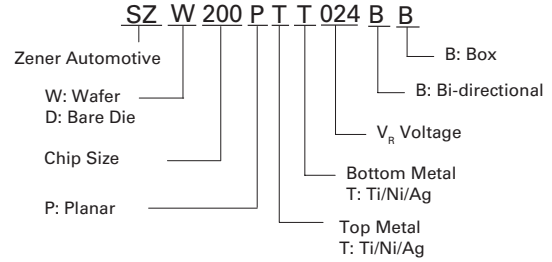 SZ W 200 P T T 024 B B
Zener Automotive
W: Wafer
D: Bare Die
Chip Size
P: Planar
B: Box
B: Bi-directional
VR Voltage
Bottom Metal
T: Ti/Ni/Ag
Top Metal
T: Ti/Ni/Ag